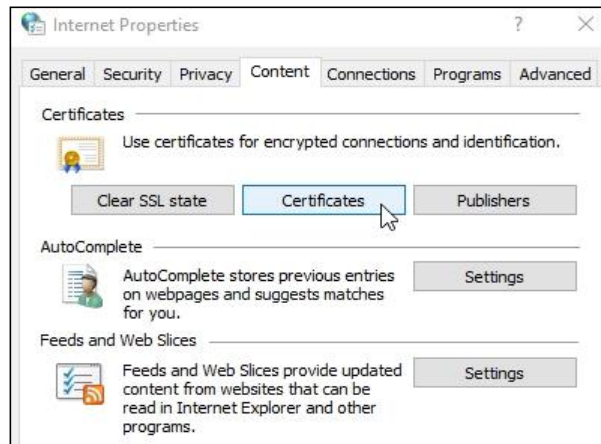 Internet Properties
?
General Security Privacy Content Connections Programs Advanced
Certificates
Use certificates for encrypted connections and identification.
Clear SSL state Certificates Publishers
AutoComplete
AutoComplete stores previous entries
on webpages and suggests matches
for you.
Settings
Feeds and Web Slices
Feeds and Web Slices provide updated
content from websites that can be
read in Internet Explorer and other
programs.
Settings